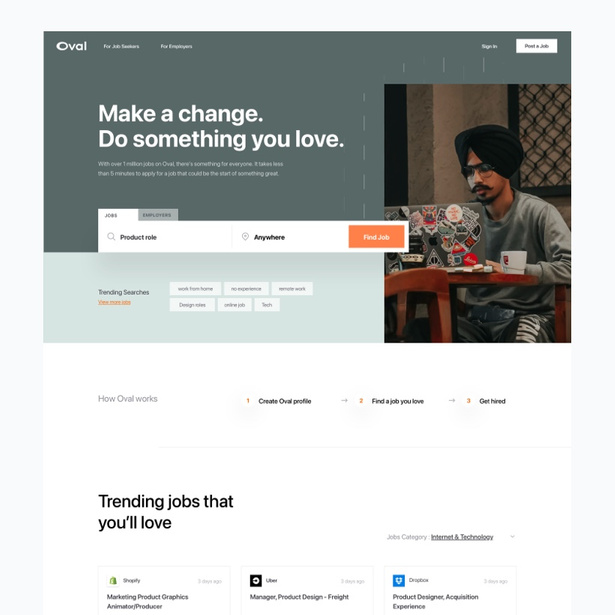 Oval
For Job Seekers
For Employers
Sign In
Post a Job
Make a change.
Do something you love.
With over 1 million jobs on Oval, there's something for everyone. It takes less
than 5 minutes to apply for a job that could be the start of something great.
JOBS
EMPLOYERS
Product role
Anywhere
Find Job
Trending Searches
View more jobs
work from home
no experience
remote work
Design roles
online job
Tech
How Oval works
1 Create Oval profile
→ 2 Find a job you love
→ 3 Get hired
Trending jobs that
you'll love
Jobs Category : Internet & Technology
Shopify
3 days ago
Marketing Product Graphics
Animator/Producer
Uber
3 days ago
Manager, Product Design - Freight
Dropbox
3 days ago
Product Designer, Acquisition
Experience